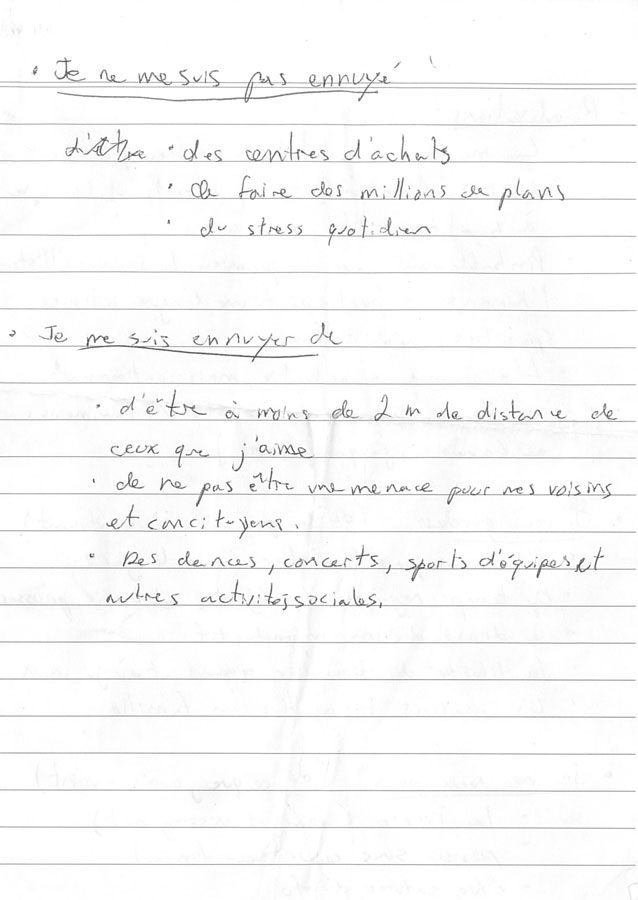 • Je ne me suis pas ennuyé
d'être • des centres d'achats
• de faire des millions de plans
• du stress quotidien
• Je me suis ennuyer de
• d'être à moins de 2 m de distance de
ceux que j'aime
• de ne pas être une menace pour mes voisins
et concitoyens.
• Des dances, concerts, sports d'équipes et
autres activités sociales.